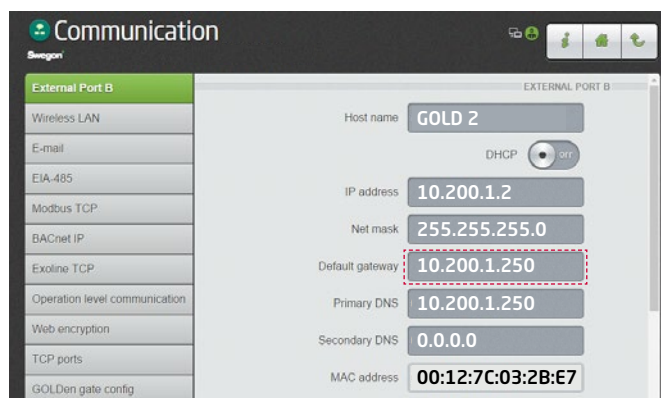 Communication
Swegon
External Port B
Wireless LAN
E-mail
EIA-485
Modbus TCP
BACnet IP
Exoline TCP
Operation level communication
Web encryption
TCP ports
GOLDen gate config
EXTERNAL PORT B
Host name GOLD 2
DHCP OFF
IP address 10.200.1.2
Net mask 255.255.255.0
Default gateway 10.200.1.250
Primary DNS 10.200.1.250
Secondary DNS 0.0.0.0
MAC address 00:12:7C:03:2B:E7